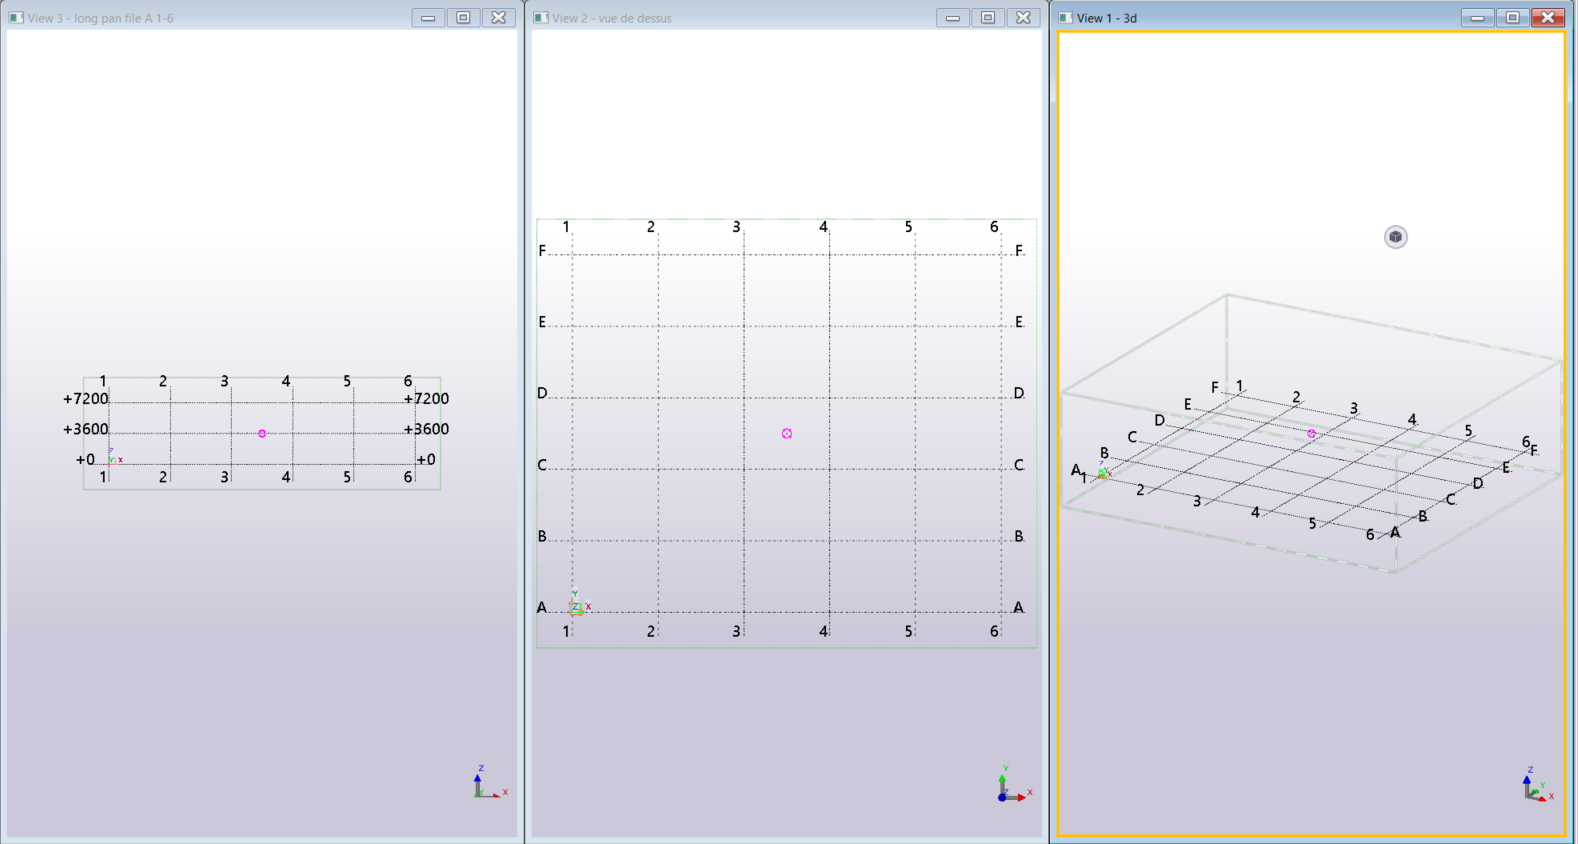 View 3 - long pan file A 1-6
1 2 3 4 5 6
+7200 +7200
+3600 +3600
+0 +0
1 2 3 4 5 6
Z
Y X
Z
Y X
View 2 - vue de dessus
1 2 3 4 5 6
F F
E E
D D
C C
B B
A A
1 2 3 4 5 6
Y
Z X
Y
Z X
View 1 - 3d
F 1 2 3 4 5 6 F
E E
D D
C C
B B
A A
1 2 3 4 5 6
Z
Y
X
Z
Y
X